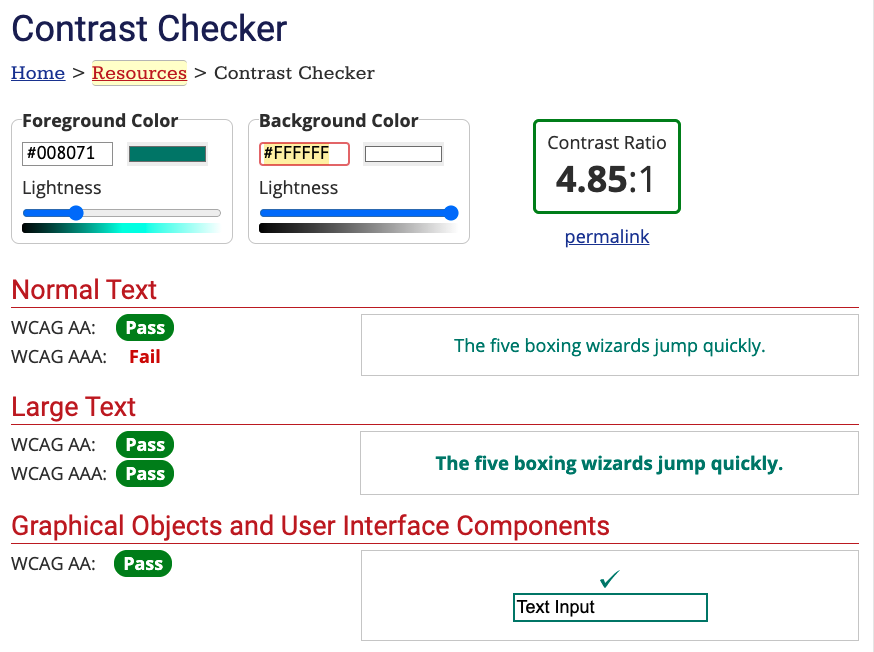 Contrast Checker
Home > Resources > Contrast Checker
Foreground Color
#008071
Lightness
Background Color
#FFFFFF
Lightness
Contrast Ratio
4.85:1
permalink
Normal Text
WCAG AA: Pass
WCAG AAA: Fail
The five boxing wizards jump quickly.
Large Text
WCAG AA: Pass
WCAG AAA: Pass
The five boxing wizards jump quickly.
Graphical Objects and User Interface Components
WCAG AA: Pass
✓
Text Input